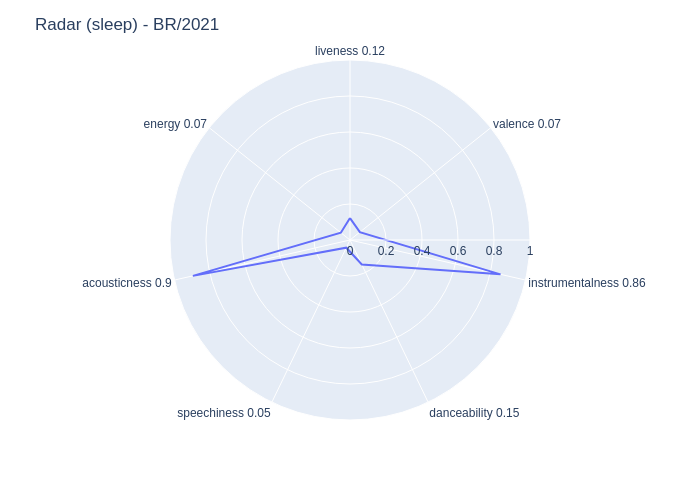 Radar (sleep) - BR/2021
liveness 0.12
energy 0.07
valence 0.07
0 0.2 0.4 0.6 0.8 1
acousticness 0.9
instrumentalness 0.86
speechiness 0.05
danceability 0.15